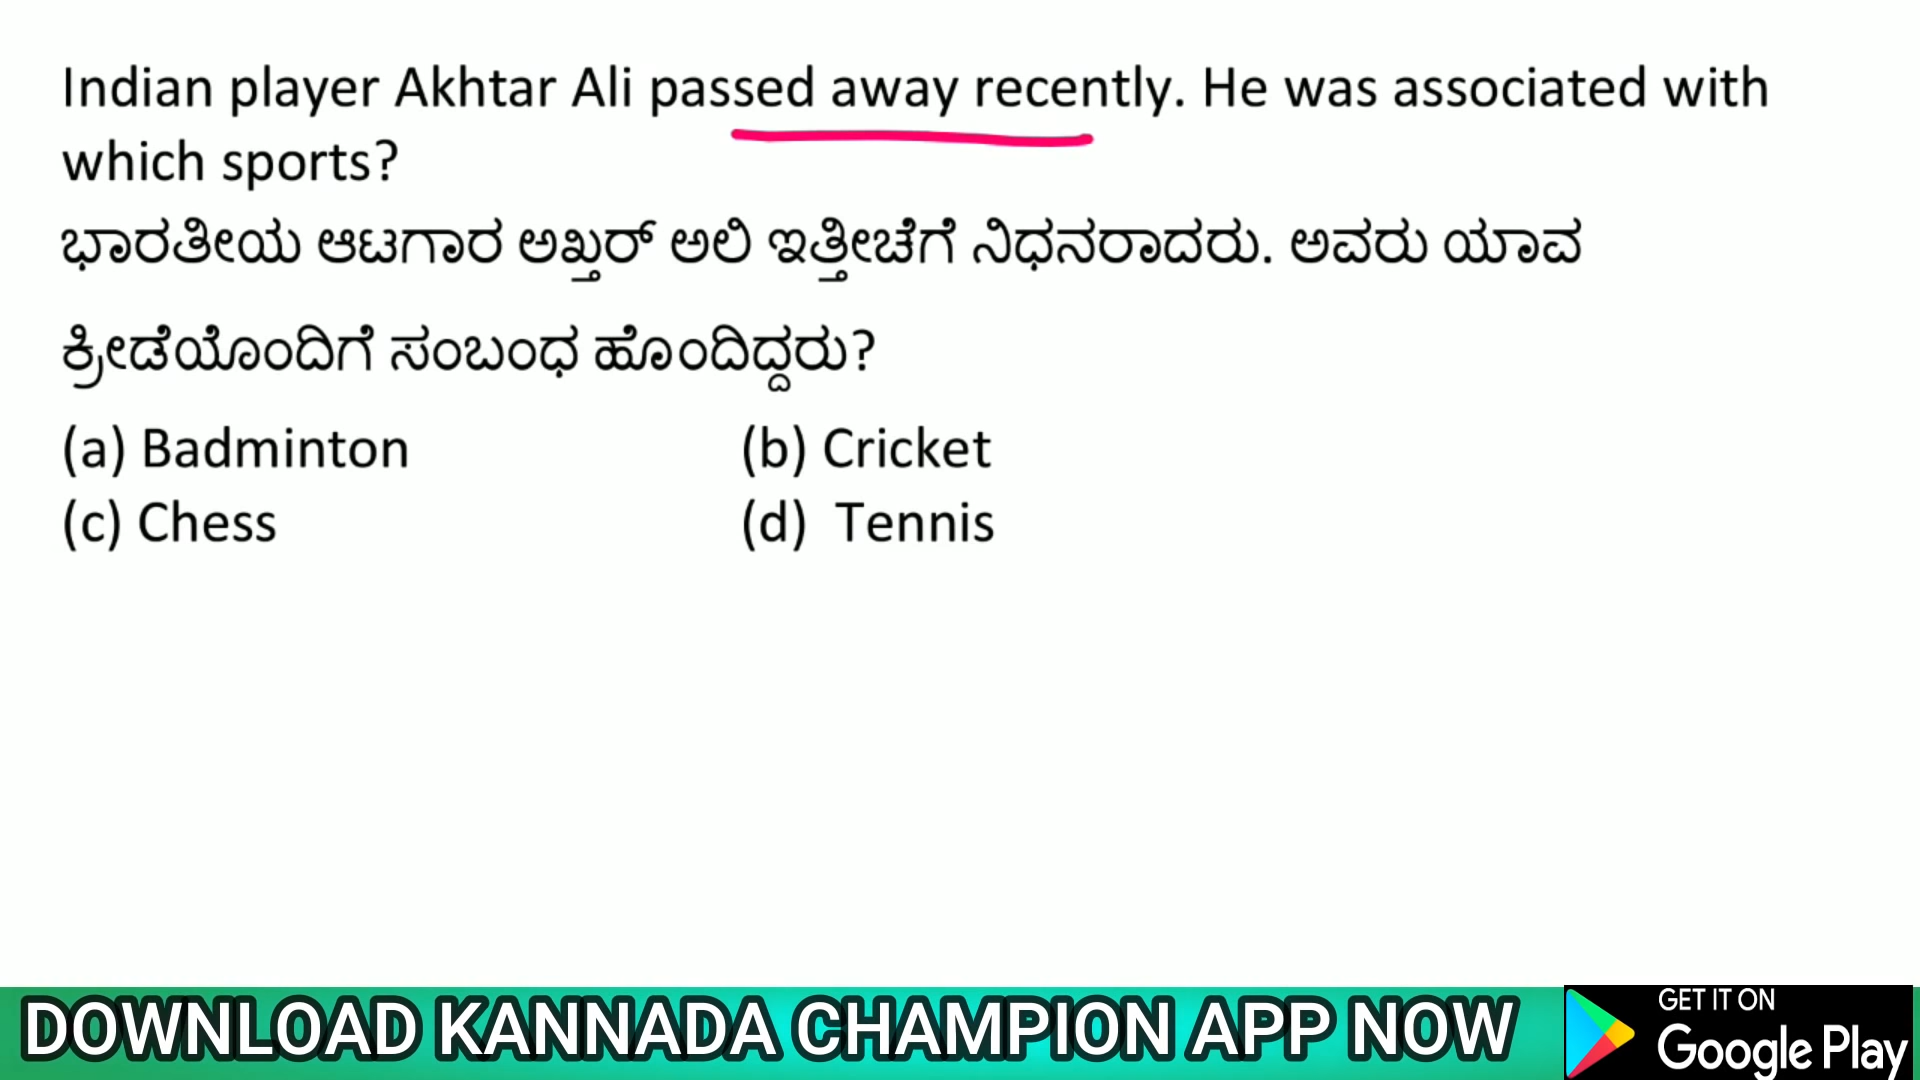 Indian player Akhtar Ali passed away recently. He was associated with
which sports?
ಭಾರತೀಯ ಆಟಗಾರ ಅಖ್ತರ್ ಅಲಿ ಇತ್ತೀಚೆಗೆ ನಿಧನರಾದರು. ಅವರು ಯಾವ
ಕ್ರೀಡೆಯೊಂದಿಗೆ ಸಂಬಂಧ ಹೊಂದಿದ್ದರು?
(a) Badminton (b) Cricket
(c) Chess (d) Tennis
DOWNLOAD KANNADA CHAMPION APP NOW
GET IT ON
Google Play